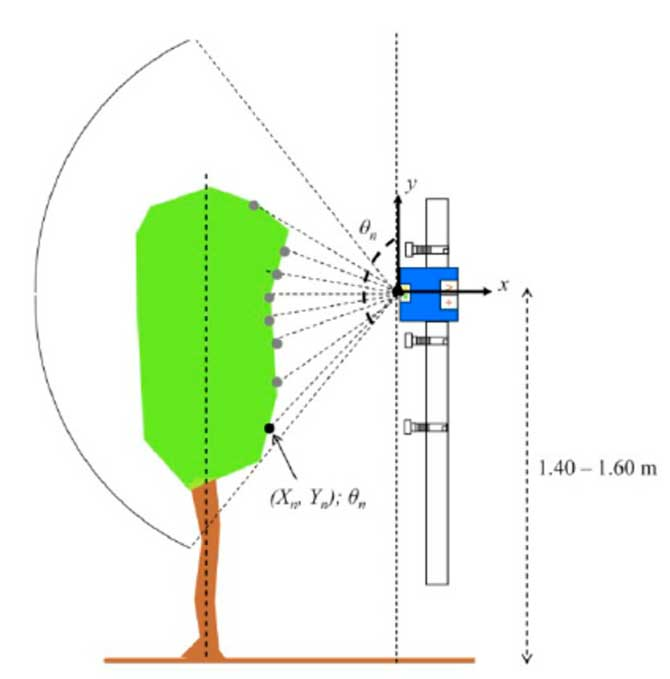 y
θn
x
1.40 – 1.60 m
(Xn, Yn); θn